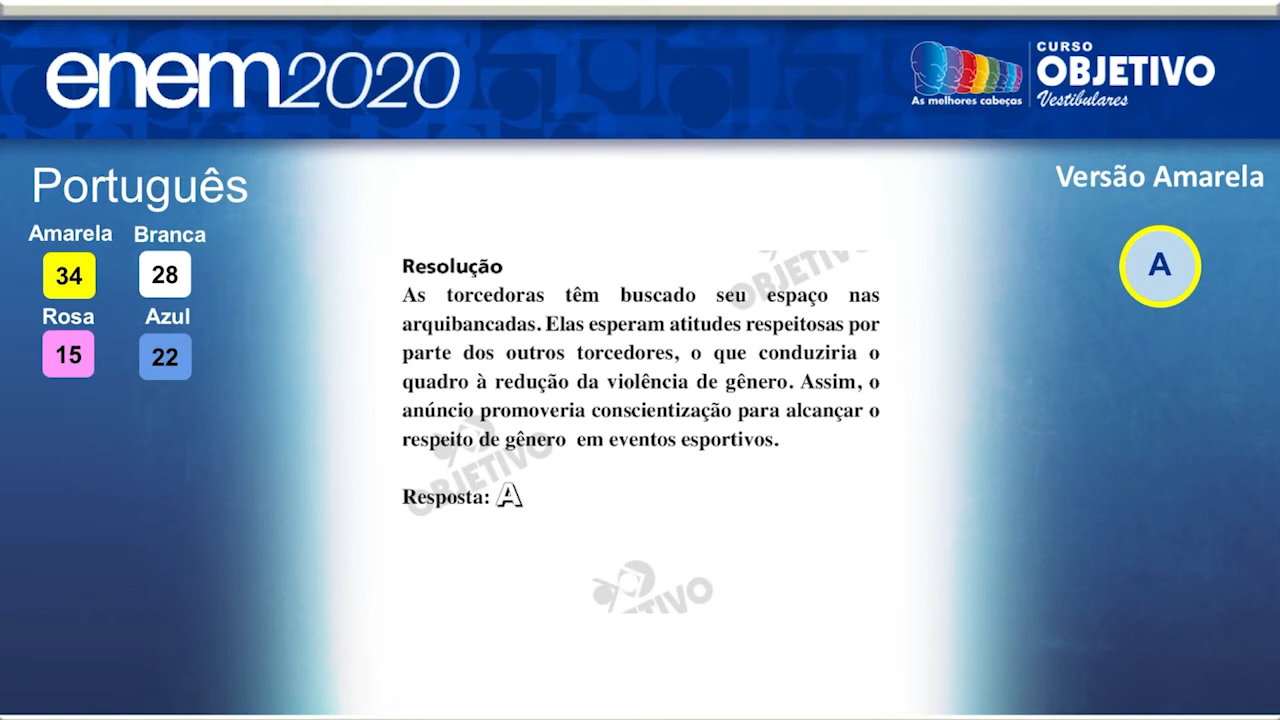 enem2020
CURSO
OBJETIVO
Vestibulares
As melhores cabeças
Português
Versão Amarela
Amarela Branca
34 28
Rosa Azul
15 22
A
Resolução
As torcedoras têm buscado seu espaço nas
arquibancadas. Elas esperam atitudes respeitosas por
parte dos outros torcedores, o que conduziria o
quadro à redução da violência de gênero. Assim, o
anúncio promoveria conscientização para alcançar o
respeito de gênero em eventos esportivos.
Resposta: A
OBJETIVO